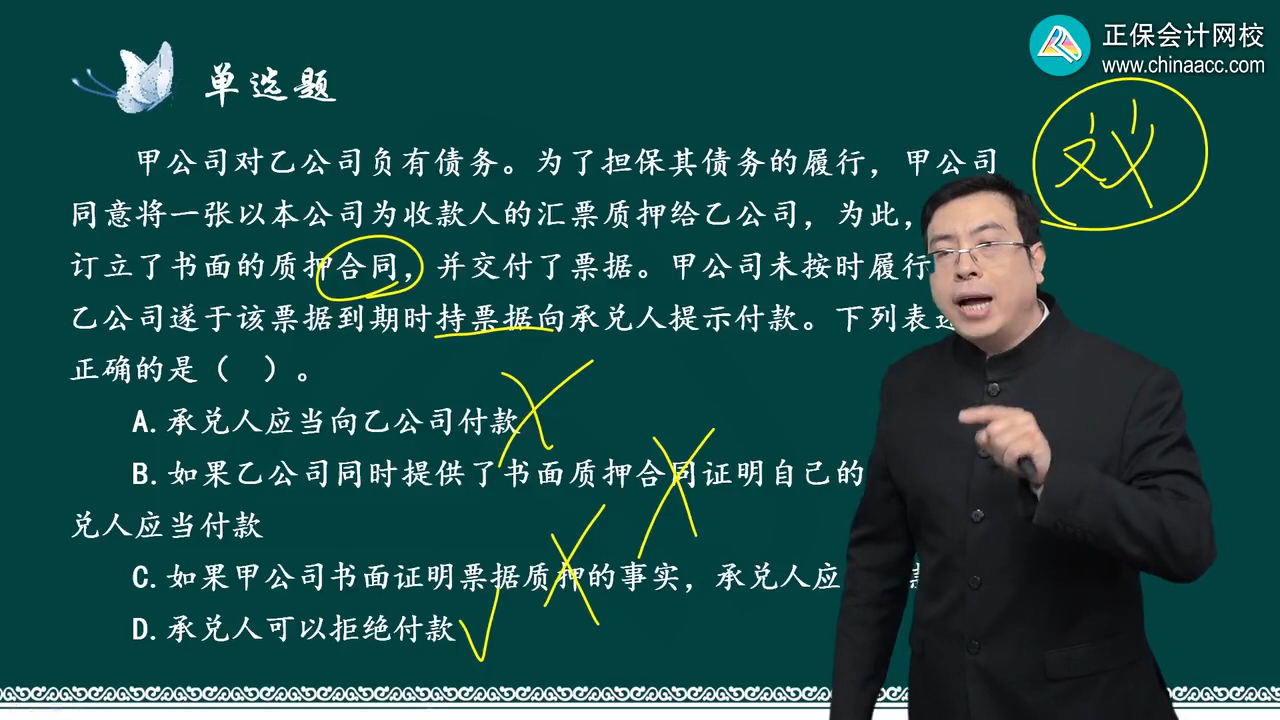 正保会计网校
www.chinaacc.com
单选题
甲公司对乙公司负有债务。为了担保其债务的履行，甲公司
同意将一张以本公司为收款人的汇票质押给乙公司，为此，
订立了书面的质押合同，并交付了票据。甲公司未按时履行
乙公司遂于该票据到期时持票据向承兑人提示付款。下列表述
正确的是（ ）。
A.承兑人应当向乙公司付款
B.如果乙公司同时提供了书面质押合同证明自己的
兑人应当付款
C.如果甲公司书面证明票据质押的事实，承兑人应
D.承兑人可以拒绝付款